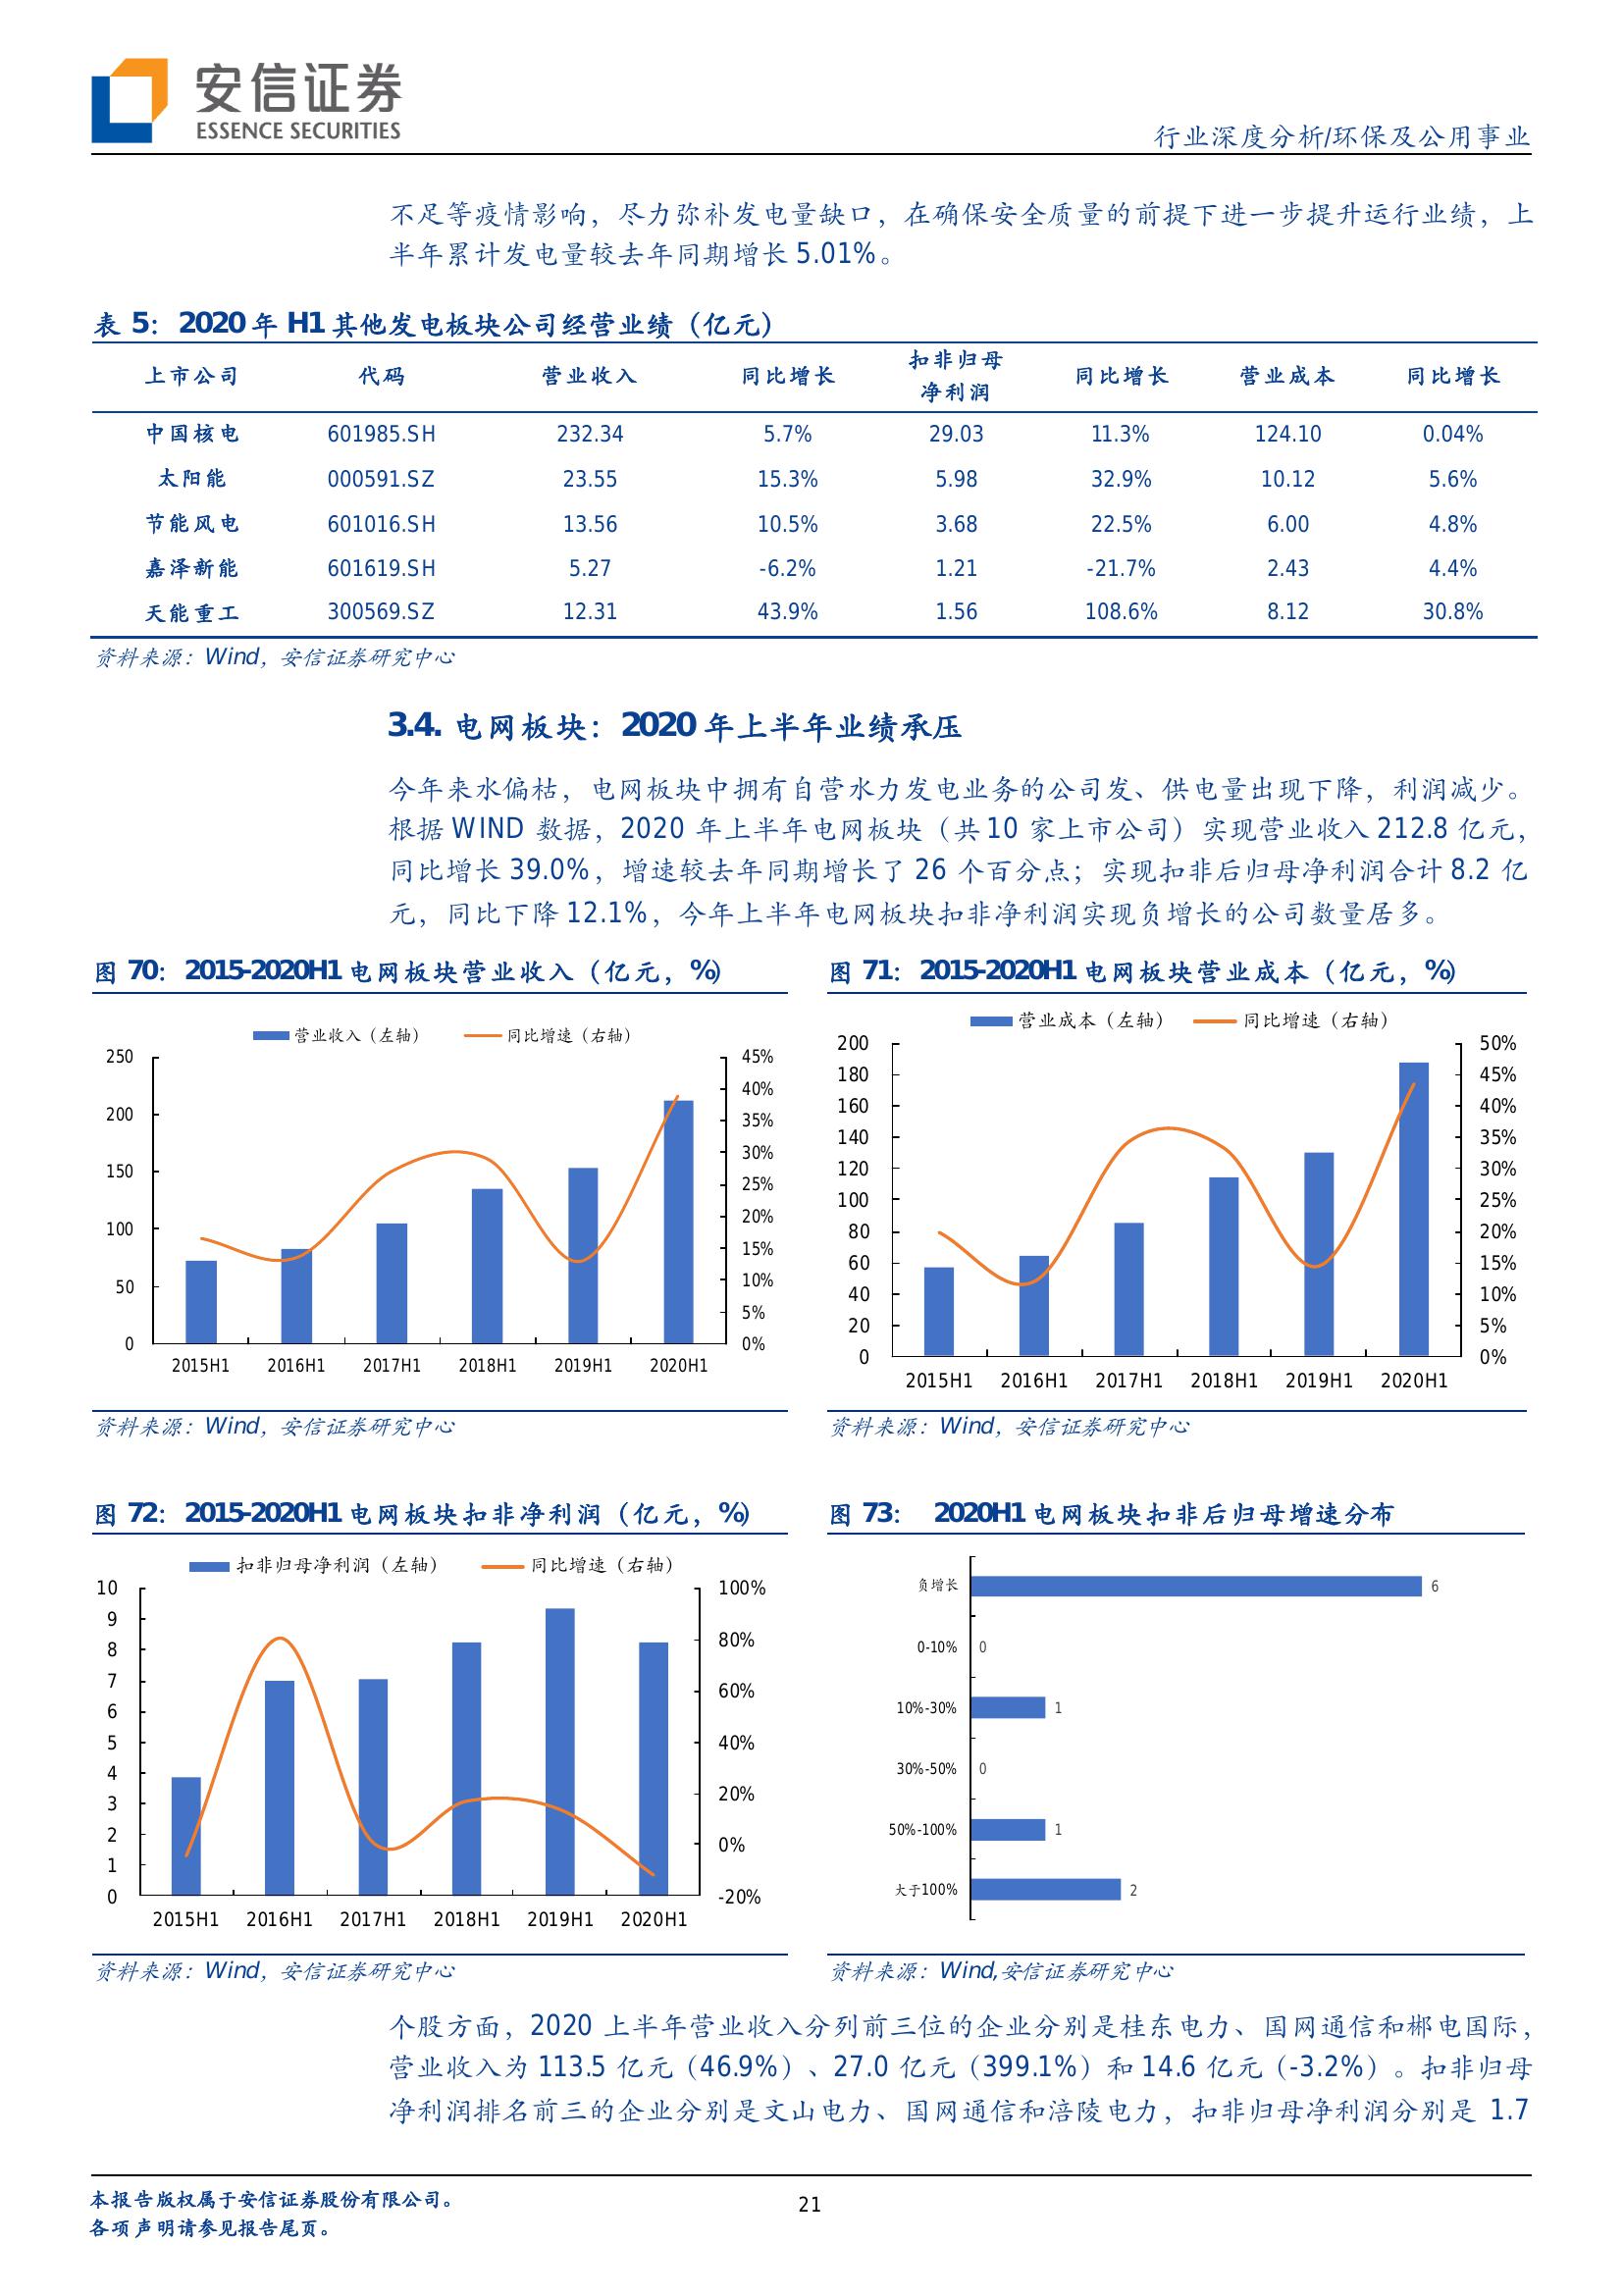 安信证券
ESSENCE SECURITIES
行业深度分析/环保及公用事业
不足等疫情影响，尽力弥补发电量缺口，在确保安全质量的前提下进一步提升运行业绩，上
半年累计发电量较去年同期增长 5.01%。
表 5： 2020 年 H1 其他发电板块公司经营业绩（亿元）
上市公司 代码 营业收入 同比增长 扣非归母净利润 同比增长 营业成本 同比增长
中国核电 601985.SH 232.34 5.7% 29.03 11.3% 124.10 0.04%
太阳能 000591.SZ 23.55 15.3% 5.98 32.9% 10.12 5.6%
节能风电 601016.SH 13.56 10.5% 3.68 22.5% 6.00 4.8%
嘉泽新能 601619.SH 5.27 -6.2% 1.21 -21.7% 2.43 4.4%
天能重工 300569.SZ 12.31 43.9% 1.56 108.6% 8.12 30.8%
资料来源：Wind，安信证券研究中心
3.4. 电网板块：2020 年上半年业绩承压
今年来水偏枯，电网板块中拥有自营水力发电业务的公司发、供电量出现下降，利润减少。
根据 WIND 数据，2020 年上半年电网板块（共 10 家上市公司）实现营业收入 212.8 亿元，
同比增长 39.0%，增速较去年同期增长了 26 个百分点；实现扣非后归母净利润合计 8.2 亿
元，同比下降 12.1%，今年上半年电网板块扣非净利润实现负增长的公司数量居多。
图 70： 2015-2020H1 电网板块营业收入（亿元，%）
营业收入（左轴） 同比增速（右轴）
250 45%
40%
200
35%
30%
150
25%
20%
100
15%
10%
50
5%
0 0%
2015H1 2016H1 2017H1 2018H1 2019H1 2020H1
资料来源：Wind，安信证券研究中心
图 71： 2015-2020H1 电网板块营业成本（亿元，%）
营业成本（左轴） 同比增速（右轴）
200 50%
180 45%
160 40%
140 35%
120 30%
100 25%
80 20%
60 15%
40 10%
20 5%
0 0%
2015H1 2016H1 2017H1 2018H1 2019H1 2020H1
资料来源：Wind，安信证券研究中心
图 72： 2015-2020H1 电网板块扣非净利润（亿元，%）
扣非归母净利润（左轴） 同比增速（右轴）
10 100%
9
8 80%
7
60%
6
5 40%
4
20%
3
2
0%
1
0 -20%
2015H1 2016H1 2017H1 2018H1 2019H1 2020H1
资料来源：Wind，安信证券研究中心
图 73： 2020H1 电网板块扣非后归母增速分布
负增长 6
0-10% 0
10%-30% 1
30%-50% 0
50%-100% 1
大于100% 2
资料来源：Wind,安信证券研究中心
个股方面，2020 上半年营业收入分列前三位的企业分别是桂东电力、国网通信和郴电国际，
营业收入为 113.5 亿元（46.9%）、27.0 亿元（399.1%）和 14.6 亿元（-3.2%）。扣非归母
净利润排名前三的企业分别是文山电力、国网通信和涪陵电力，扣非归母净利润分别是 1.7
本报告版权属于安信证券股份有限公司。
各项声明请参见报告尾页。
21